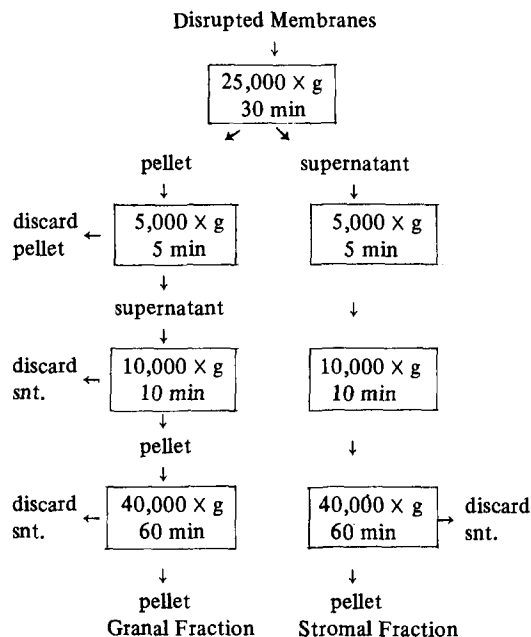 Disrupted Membranes
↓
25,000 × g
30 min
↙ ↘
pellet supernatant
↓ ↓
discard ← 5,000 × g 5,000 × g
pellet 5 min 5 min
↓ ↓
supernatant
↓
discard ← 10,000 × g 10,000 × g
snt. 10 min 10 min
↓ ↓
pellet
↓
discard ← 40,000 × g 40,000 × g → discard
snt. 60 min 60 min snt.
↓ ↓
pellet pellet
Granal Fraction Stromal Fraction